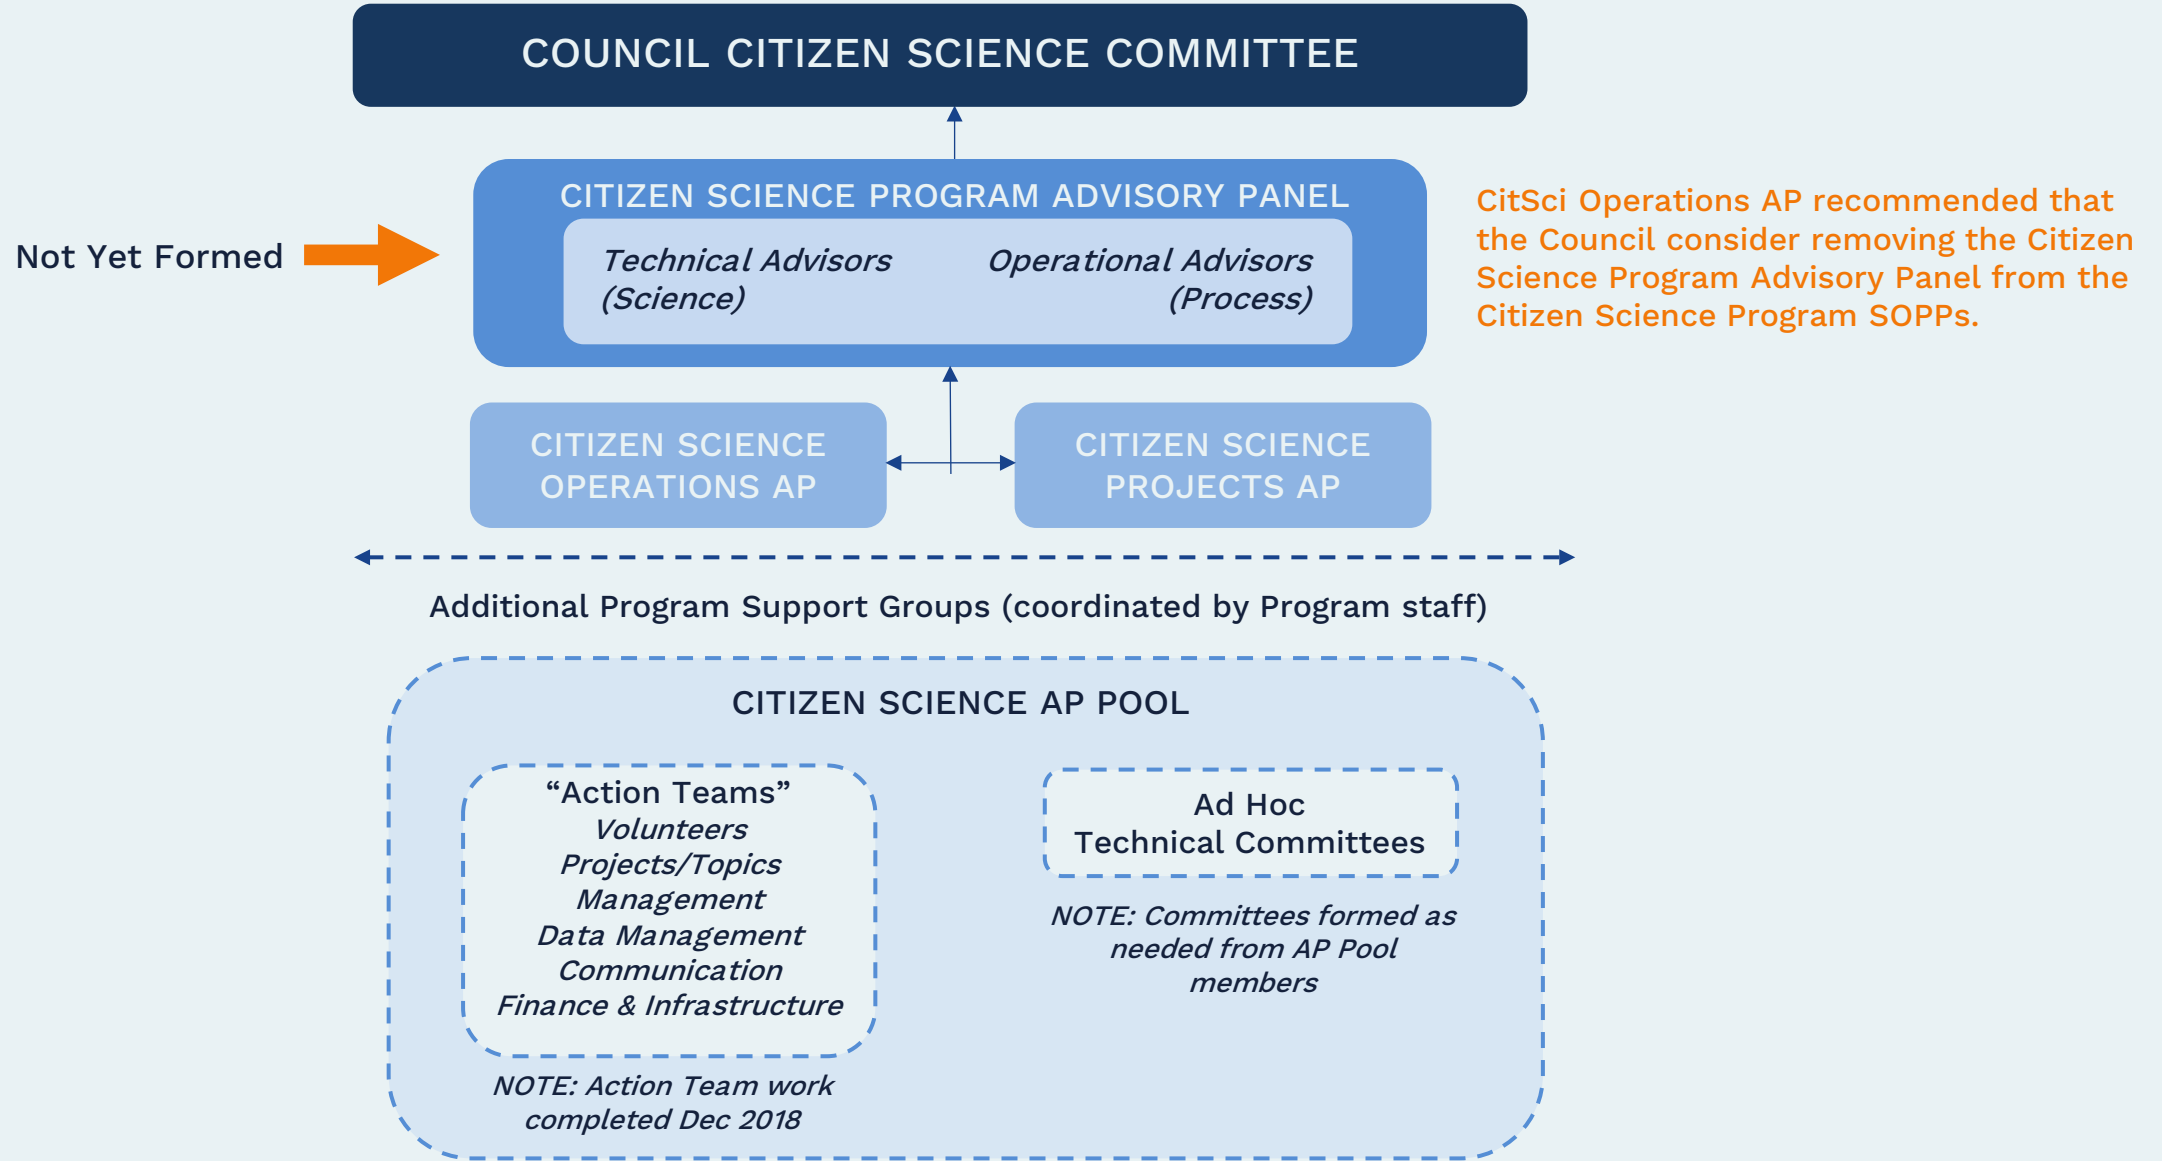 COUNCIL CITIZEN SCIENCE COMMITTEE
CITIZEN SCIENCE PROGRAM ADVISORY PANEL
Technical Advisors
(Science)
Operational Advisors
(Process)
Not Yet Formed
CitSci Operations AP recommended that
the Council consider removing the Citizen
Science Program Advisory Panel from the
Citizen Science Program SOPPs.
CITIZEN SCIENCE
OPERATIONS AP
CITIZEN SCIENCE
PROJECTS AP
Additional Program Support Groups (coordinated by Program staff)
CITIZEN SCIENCE AP POOL
“Action Teams”
Volunteers
Projects/Topics
Management
Data Management
Communication
Finance & Infrastructure
NOTE: Action Team work
completed Dec 2018
Ad Hoc
Technical Committees
NOTE: Committees formed as
needed from AP Pool
members